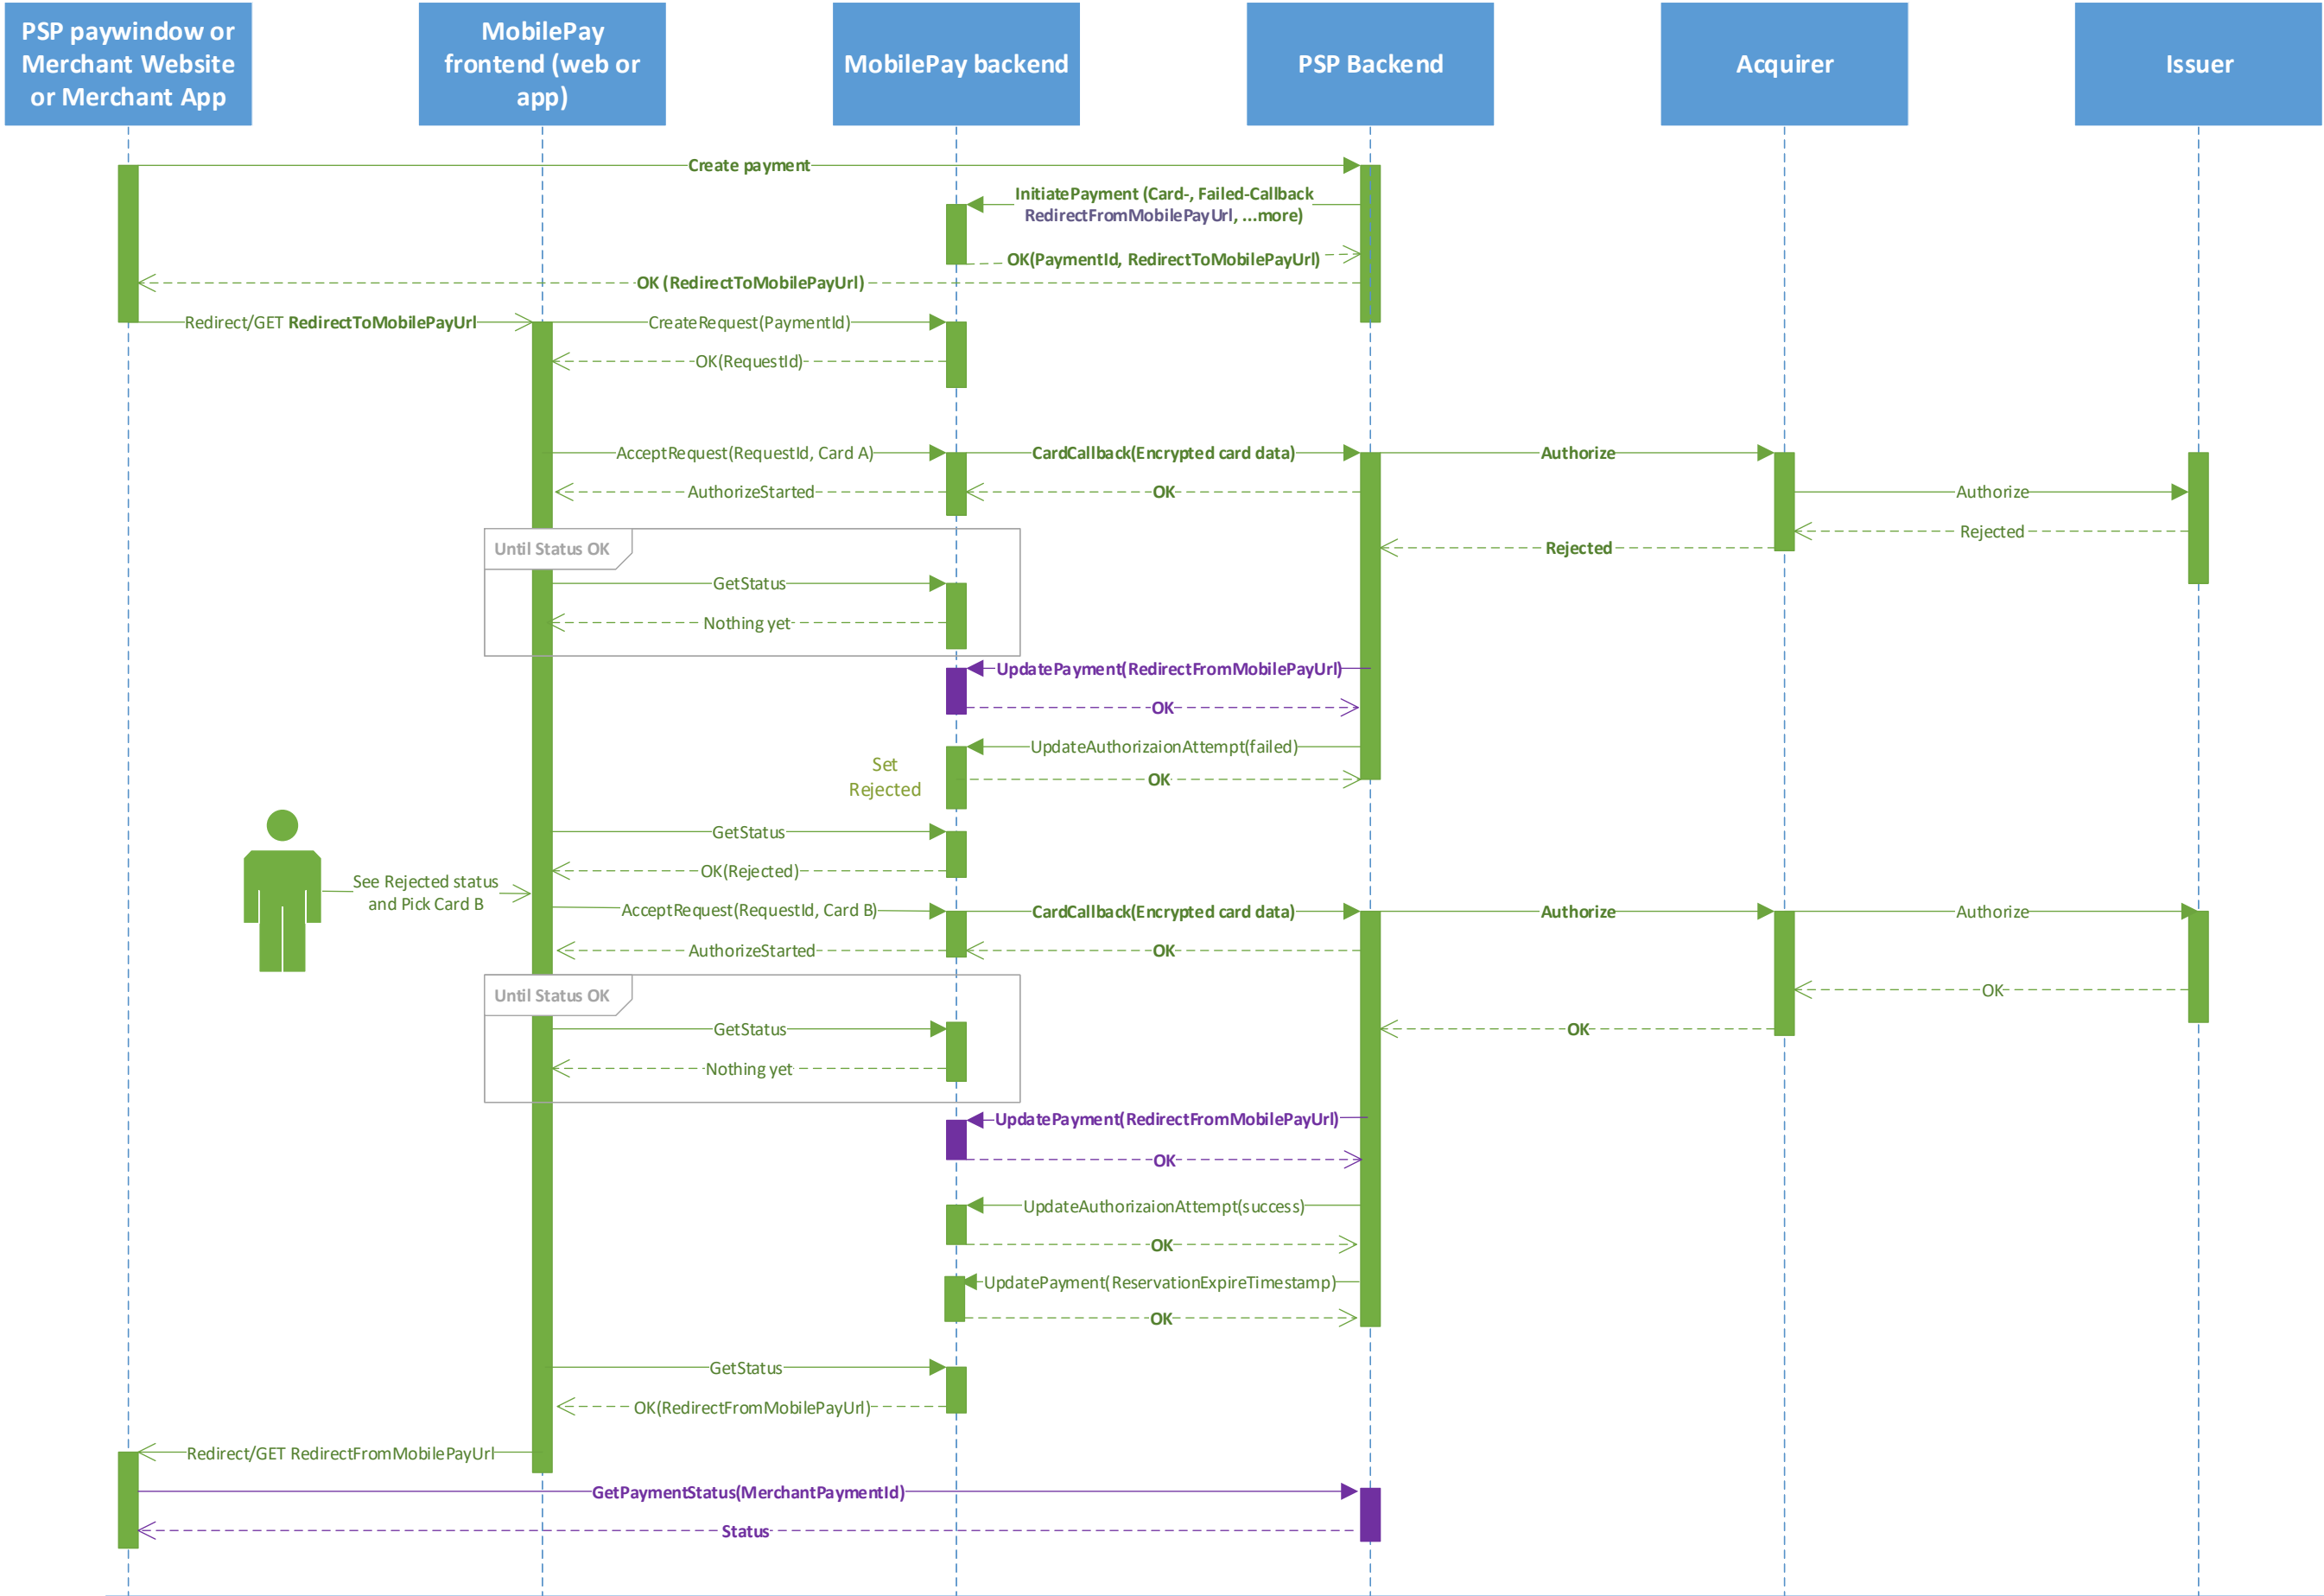 PSP paywindow or
Merchant Website
or Merchant App
MobilePay
frontend (web or
app)
MobilePay backend
PSP Backend
Acquirer
Issuer
Create payment
InitiatePayment (Card-, Failed-Callback
RedirectFromMobilePayUrl, ...more)
OK(PaymentId, RedirectToMobilePayUrl)
OK (RedirectToMobilePayUrl)
Redirect/GET RedirectToMobilePayUrl
CreateRequest(PaymentId)
OK(RequestId)
AcceptRequest(RequestId, Card A)
CardCallback(Encrypted card data)
Authorize
AuthorizeStarted
OK
Authorize
Rejected
Rejected
Until Status OK
GetStatus
Nothing yet
UpdatePayment(RedirectFromMobilePayUrl)
OK
UpdateAuthorizaionAttempt(failed)
Set
Rejected
OK
GetStatus
OK(Rejected)
See Rejected status
and Pick Card B
AcceptRequest(RequestId, Card B)
CardCallback(Encrypted card data)
Authorize
Authorize
AuthorizeStarted
OK
OK
Until Status OK
GetStatus
OK
Nothing yet
UpdatePayment(RedirectFromMobilePayUrl)
OK
UpdateAuthorizaionAttempt(success)
OK
UpdatePayment(ReservationExpireTimestamp)
OK
GetStatus
OK(RedirectFromMobilePayUrl)
Redirect/GET RedirectFromMobilePayUrl
GetPaymentStatus(MerchantPaymentId)
Status